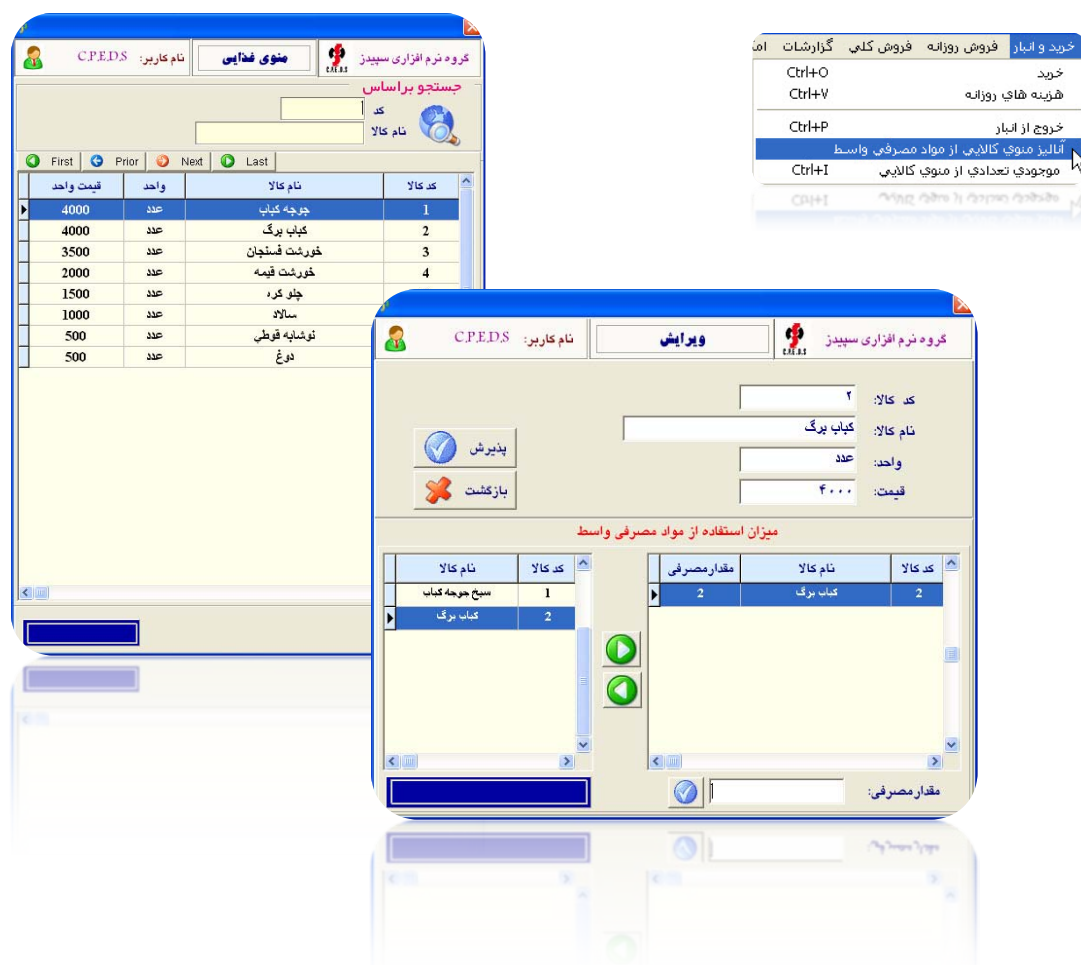 گروه نرم افزاری سپیدز منوی غذایی نام کاربر: C.P.E.D.S
جستجو براساس
کد
نام کالا
First Prior Next Last
کد کالا نام کالا واحد قیمت واحد
1 جوجه کباب عدد 4000
2 کباب برگ عدد 4000
3 خورشت فسنجان عدد 3500
4 خورشت قیمه عدد 2000
چلو کره عدد 1500
سالاد عدد 1000
نوشابه قوطي عدد 500
دوغ عدد 500
خرید و انبار فروش روزانه فروش کلي گزارشات
خرید Ctrl+O
هزینه هاي روزانه Ctrl+V
خروج از انبار Ctrl+P
آنالیز منوي کالایي از مواد مصرفي واسط
موجودي تعدادي از منوي کالایي Ctrl+I
گروه نرم افزاری سپیدز C.P.E.D.S ویرایش نام کاربر: C.P.E.D.S
کد کالا: ۲
نام کالا: کباب برگ
واحد: عدد
قیمت: ۴۰۰۰
پذیرش
بازگشت
میزان استفاده از مواد مصرفی واسط
کد کالا نام کالا مقدارمصرفی
2 کباب برگ 2
کد کالا نام کالا
1 سیخ جوجه کباب
2 کباب برگ
مقدارمصرفی: